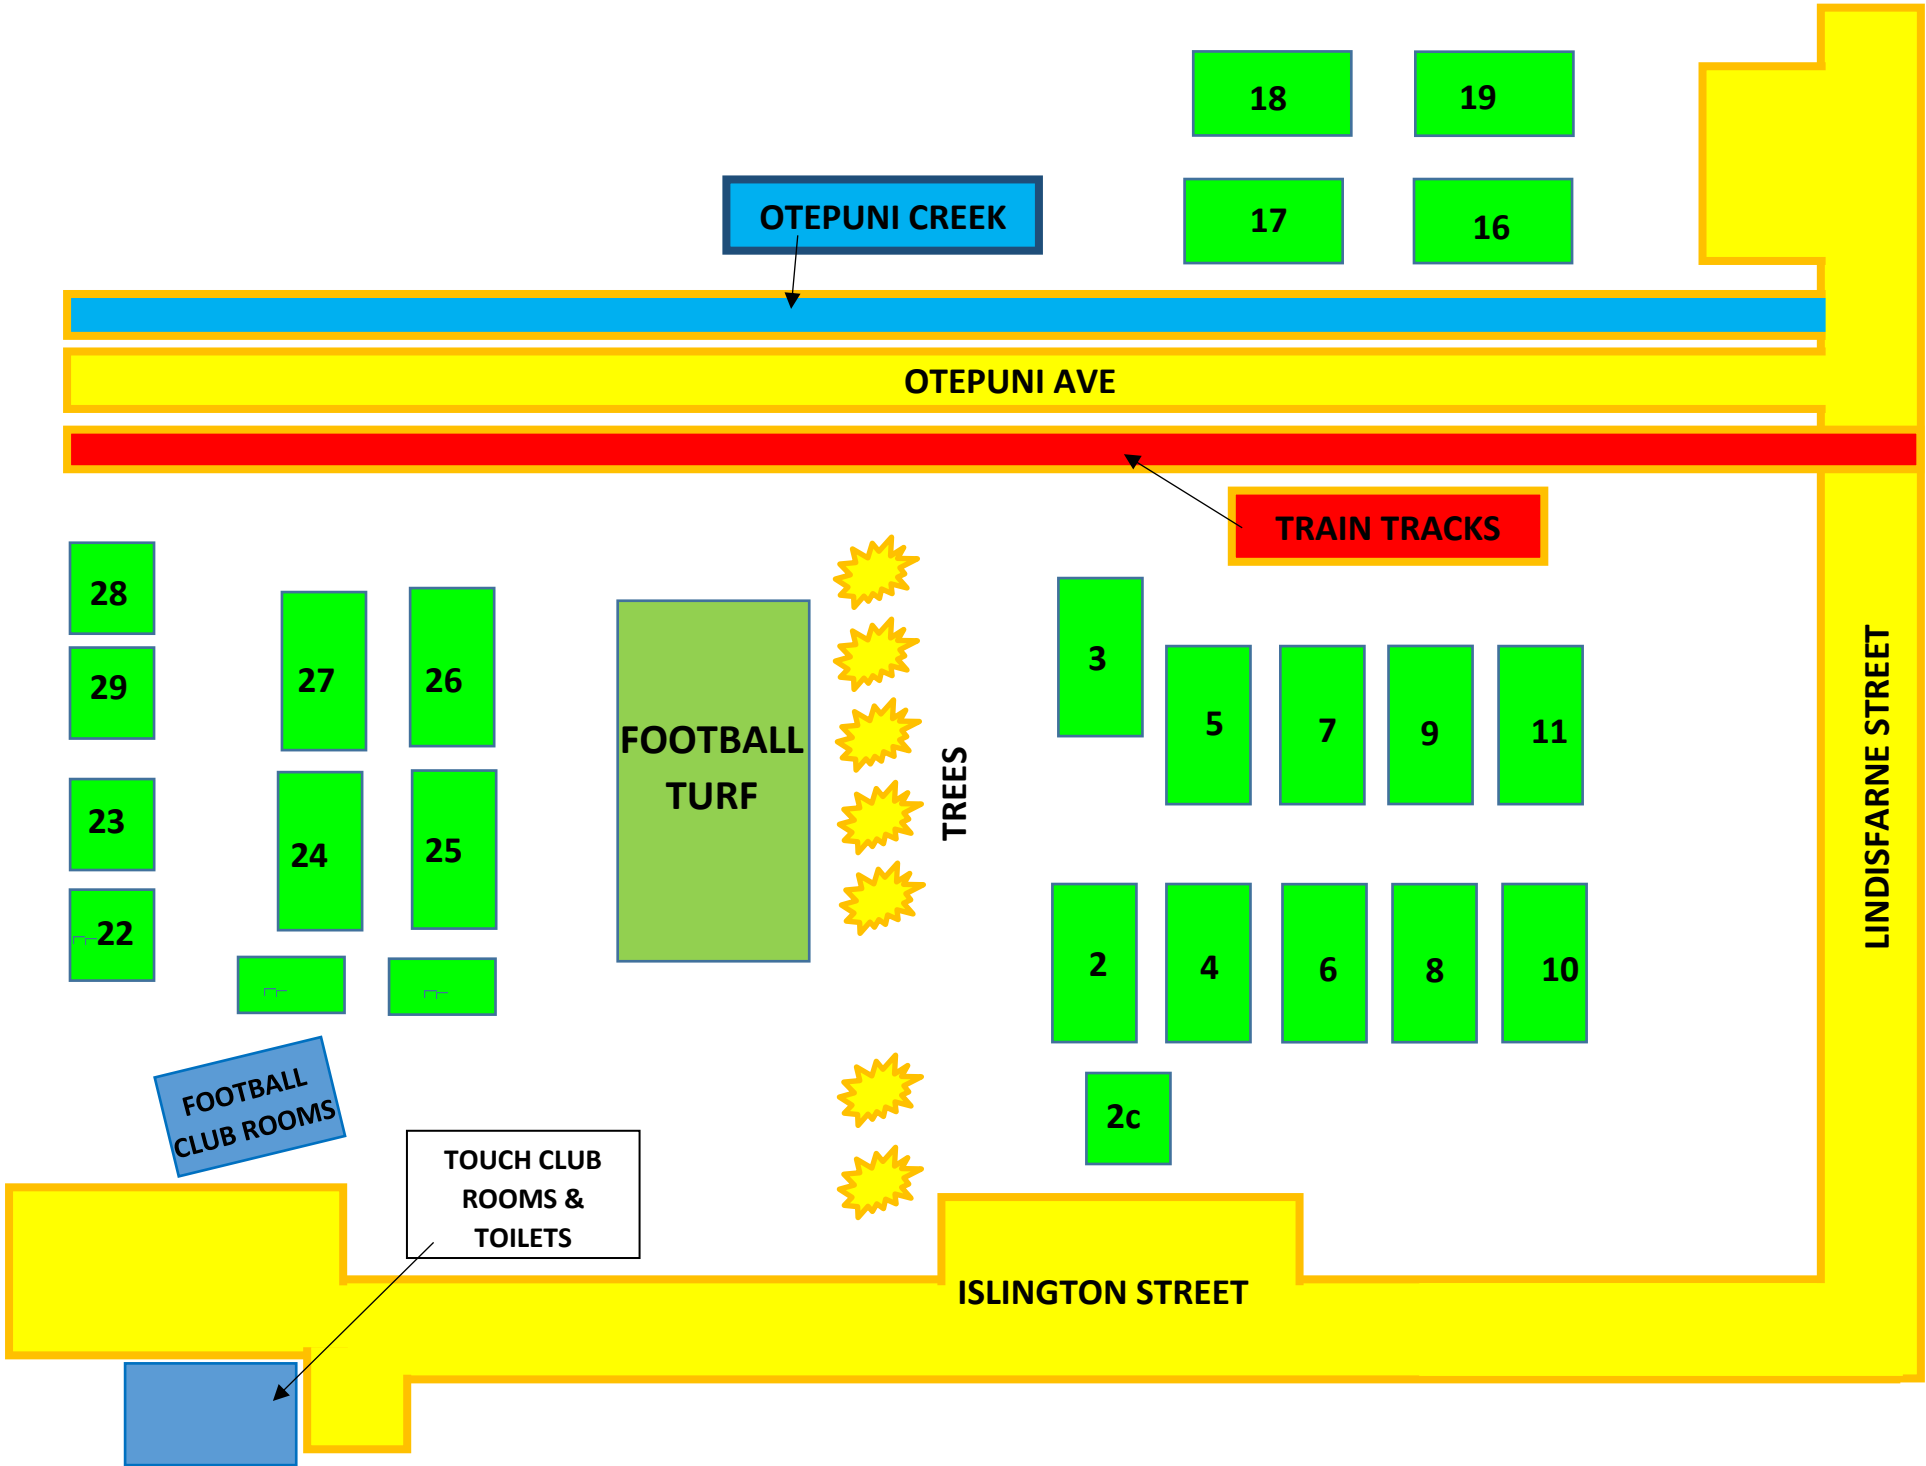 18
19
OTEPUNI CREEK
17
16
OTEPUNI AVE
TRAIN TRACKS
28
29
27
26
FOOTBALL
TURF
TREES
3
5
7
9
11
LINDISFARNE STREET
23
24
25
22
2
4
6
8
10
FOOTBALL
CLUB ROOMS
2c
TOUCH CLUB
ROOMS &
TOILETS
ISLINGTON STREET